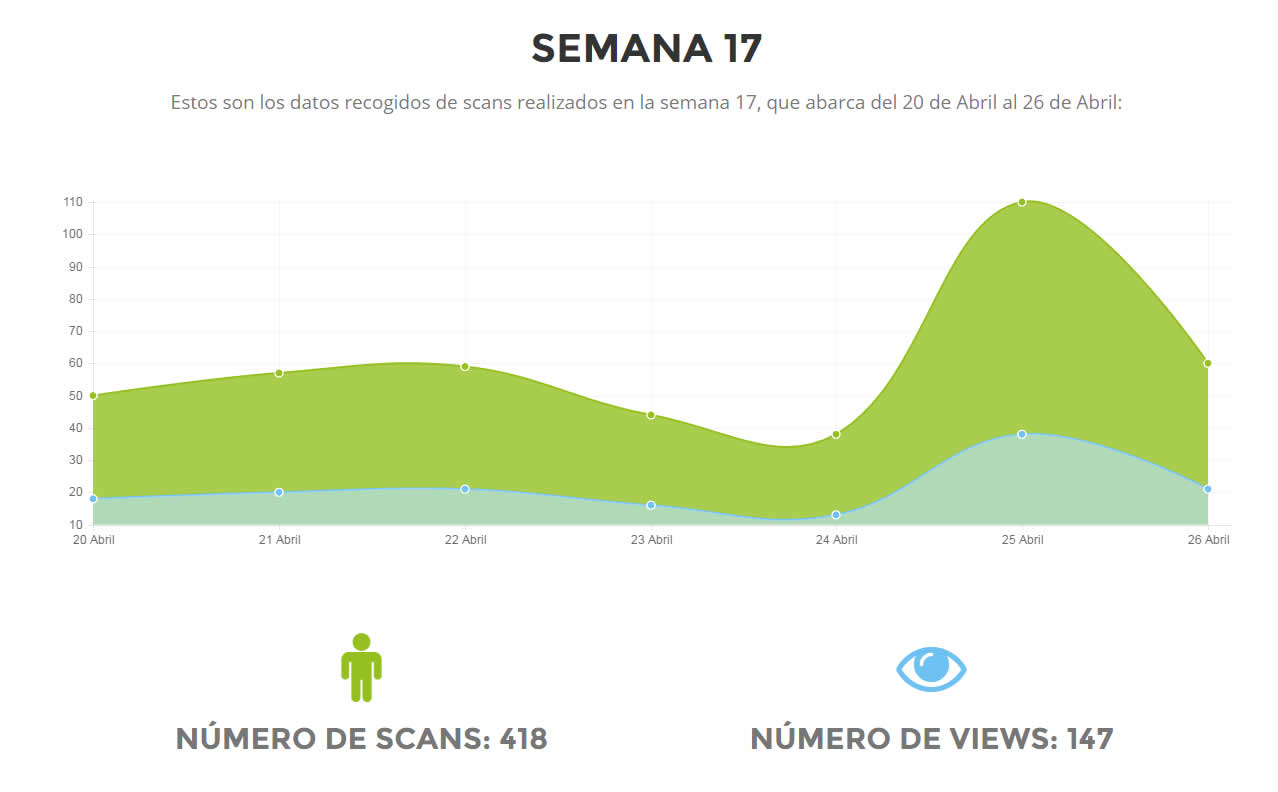 SEMANA 17
Estos son los datos recogidos de scans realizados en la semana 17, que abarca del 20 de Abril al 26 de Abril:
110
100
90
80
70
60
50
40
30
20
10
20 Abril 21 Abril 22 Abril 23 Abril 24 Abril 25 Abril 26 Abril
NÚMERO DE SCANS: 418
NÚMERO DE VIEWS: 147